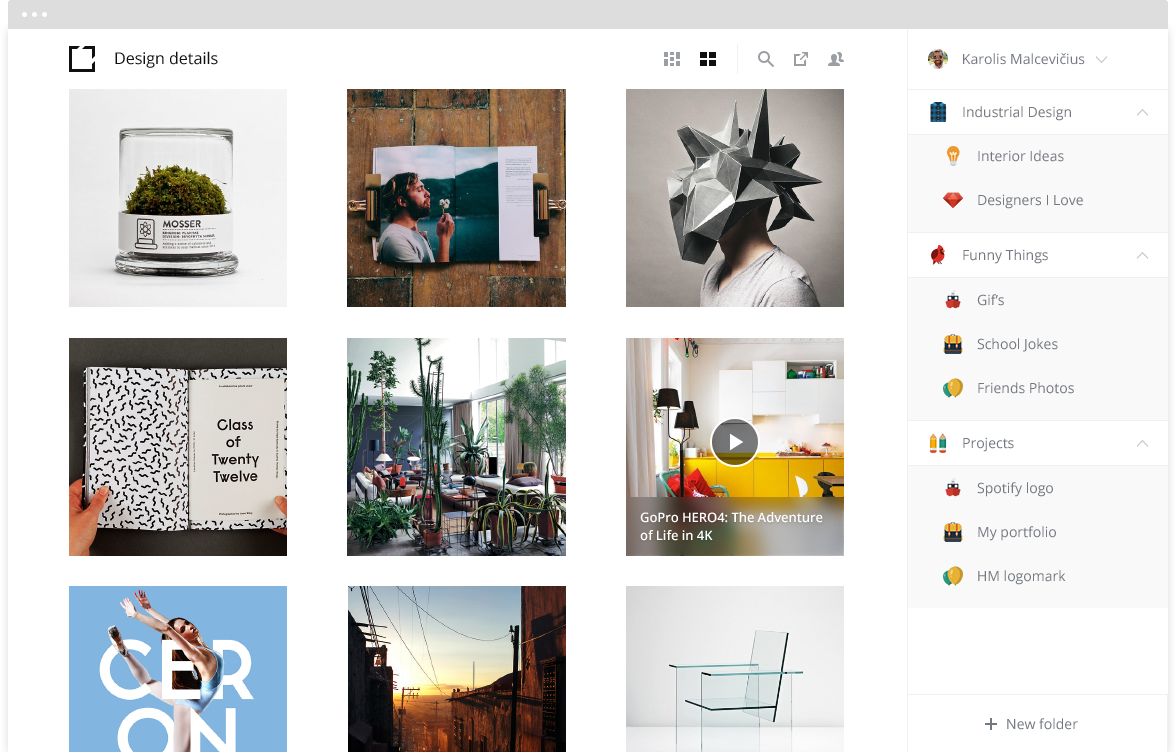 Design details
Karolis Malcevičius
Industrial Design
Interior Ideas
Designers I Love
Funny Things
Gif's
School Jokes
Friends Photos
Projects
Spotify logo
My portfolio
HM logomark
New folder
MOSSER
Class
of
Twenty
Twelve
GoPro HERO4: The Adventure
of Life in 4K
CER
ON